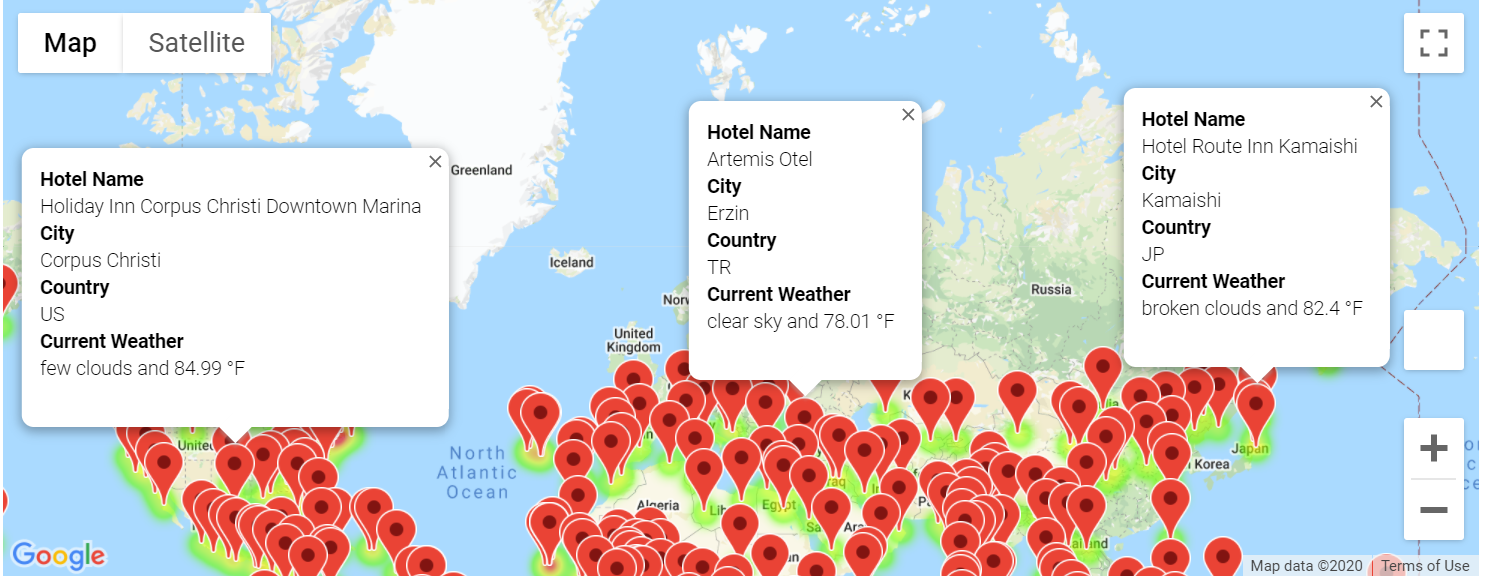 Map
Satellite
Hotel Name
Holiday Inn Corpus Christi Downtown Marina
City
Corpus Christi
Country
US
Current Weather
few clouds and 84.99 °F
Hotel Name
Artemis Otel
City
Erzin
Country
TR
Current Weather
clear sky and 78.01 °F
Hotel Name
Hotel Route Inn Kamaishi
City
Kamaishi
Country
JP
Current Weather
broken clouds and 82.4 °F
Greenland
Iceland
Russia
United
Kingdom
North
Atlantic
Ocean
Japan
Korea
Algeria
Egypt
Google
Map data ©2020
Terms of Use